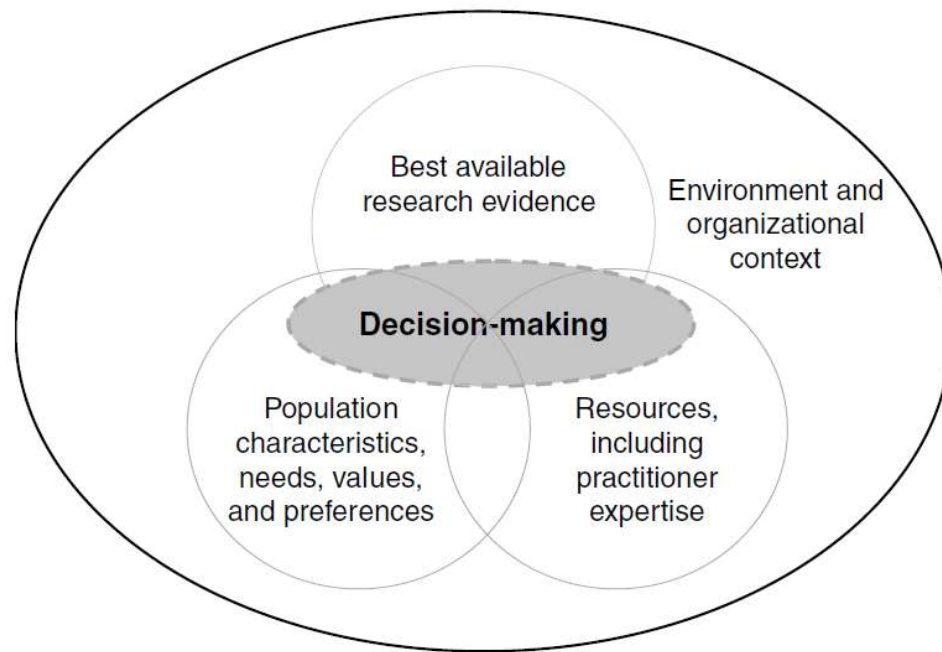 Best available
research evidence
Environment and
organizational
context
Decision-making
Population
characteristics,
needs, values,
and preferences
Resources,
including
practitioner
expertise